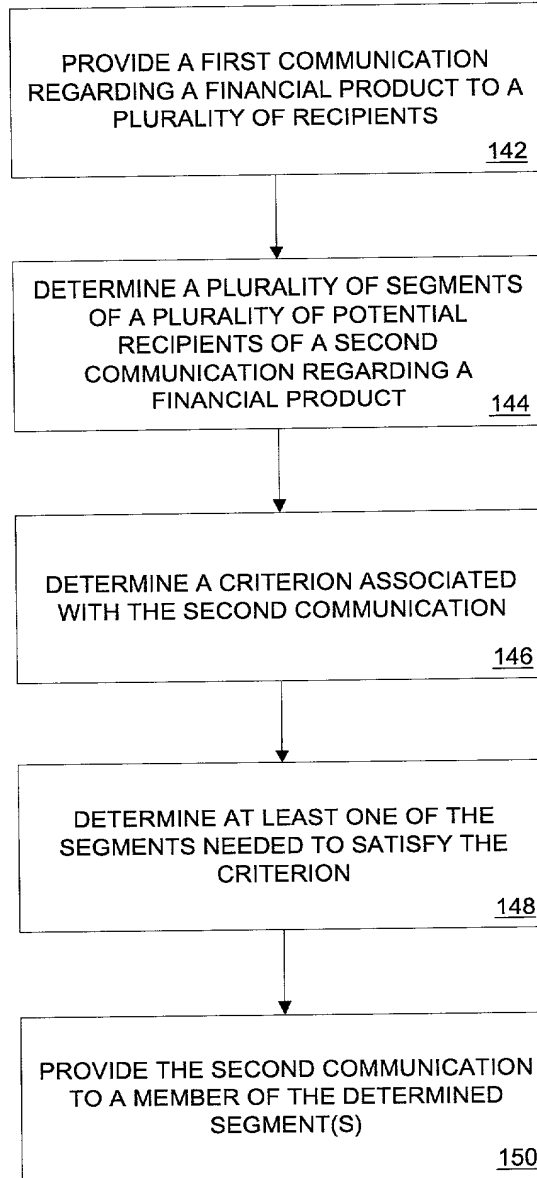 PROVIDE A FIRST COMMUNICATION
REGARDING A FINANCIAL PRODUCT TO A
PLURALITY OF RECIPIENTS
142
DETERMINE A PLURALITY OF SEGMENTS
OF A PLURALITY OF POTENTIAL
RECIPIENTS OF A SECOND
COMMUNICATION REGARDING A
FINANCIAL PRODUCT
144
DETERMINE A CRITERION ASSOCIATED
WITH THE SECOND COMMUNICATION
146
DETERMINE AT LEAST ONE OF THE
SEGMENTS NEEDED TO SATISFY THE
CRITERION
148
PROVIDE THE SECOND COMMUNICATION
TO A MEMBER OF THE DETERMINED
SEGMENT(S)
150